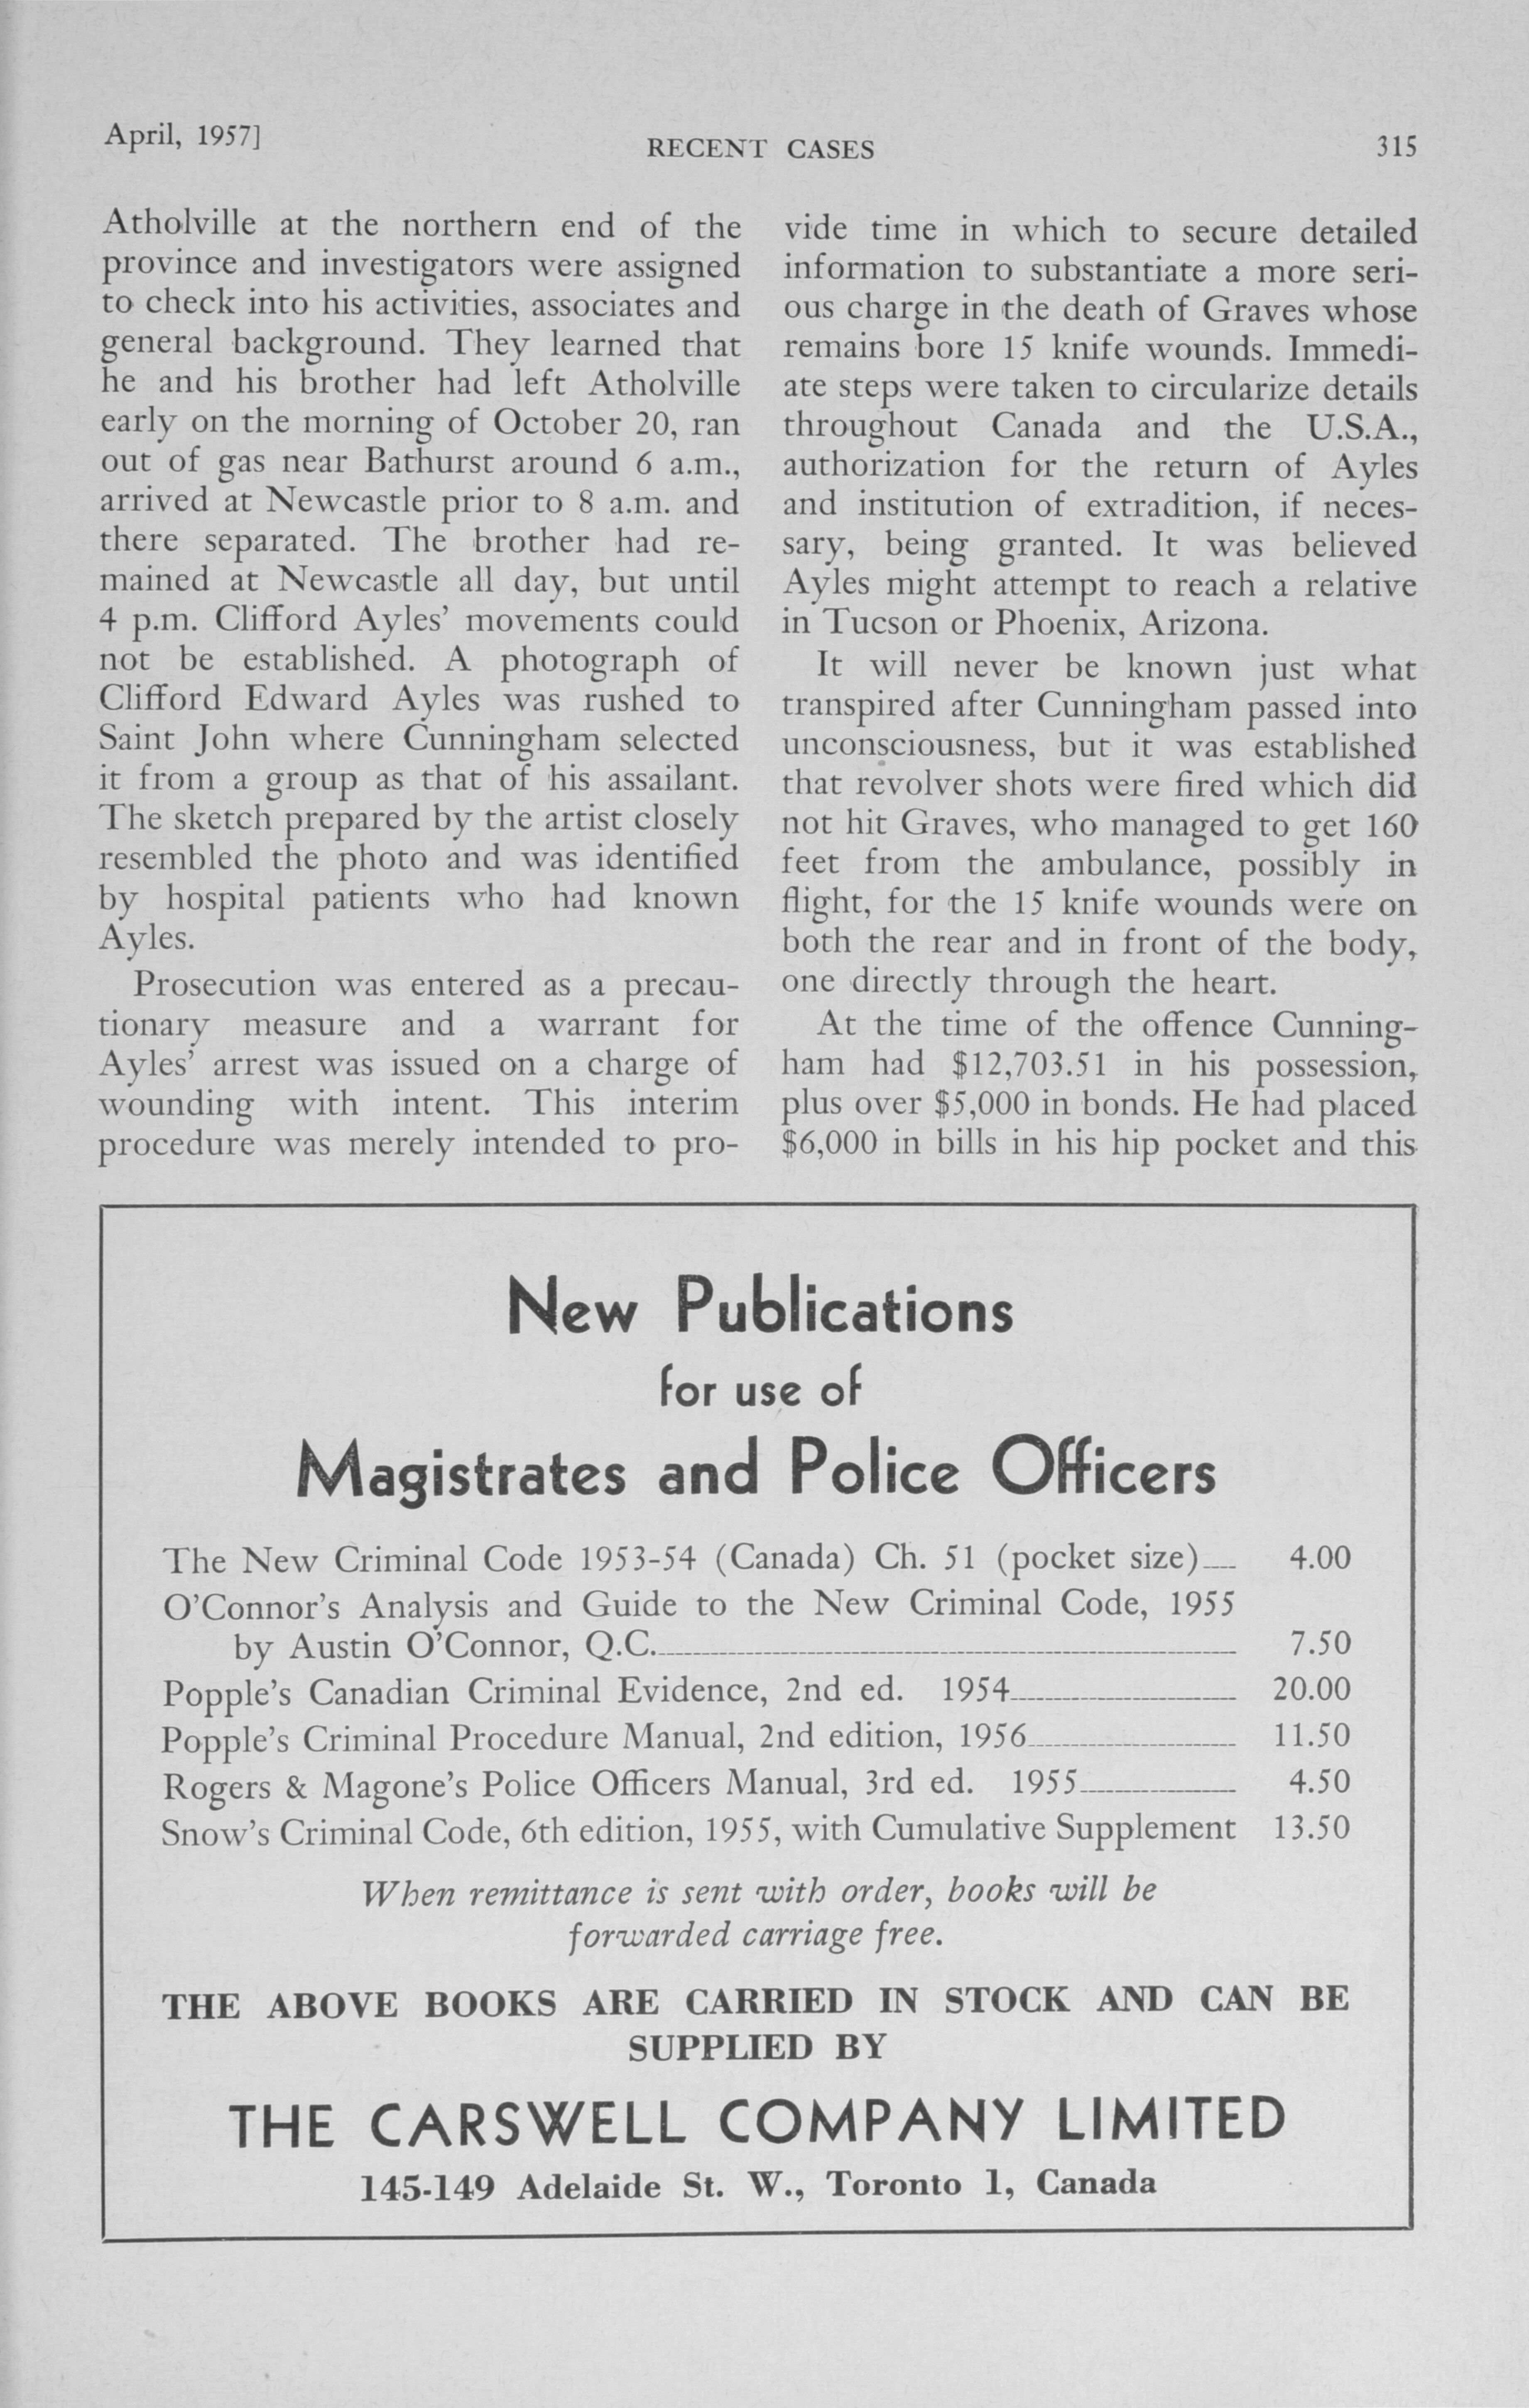 April, 1957]
RECENT CASES
315
Atholville at the northern end of the
province and investigators were assigned
to check into his activities, associates and
general background. They learned that
he and his brother had left Atholville
early on the morning of October 20, ran
out of gas near Bathurst around 6 a.m.,
arrived at Newcastle prior to 8 a.m. and
there separated. The brother had re-
mained at Newcastle all day, but until
4 p.m. Clifford Ayles' movements could
not be established. A photograph of
Clifford Edward Ayles was rushed to
Saint John where Cunningham selected
it from a group as that of his assailant.
The sketch prepared by the artist closely
resembled the photo and was identified
by hospital patients who had known
Ayles.
Prosecution was entered as a precau-
tionary measure and a warrant for
Ayles' arrest was issued on a charge of
wounding with intent. This interim
procedure was merely intended to pro-
vide time in which to secure detailed
information to substantiate a more seri-
ous charge in the death of Graves whose
remains bore 15 knife wounds. Immedi-
ate steps were taken to circularize details
throughout Canada and the U.S.A.,
authorization for the return of Ayles
and institution of extradition, if neces-
sary, being granted. It was believed
Ayles might attempt to reach a relative
in Tucson or Phoenix, Arizona.
It will never be known just what
transpired after Cunningham passed into
unconsciousness, but it was established
that revolver shots were fired which did
not hit Graves, who managed to get 160
feet from the ambulance, possibly in
flight, for the 15 knife wounds were on
both the rear and in front of the body,
one directly through the heart.
At the time of the offence Cunning-
ham had $12,703.51 in his possession,
plus over $5,000 in bonds. He had placed
$6,000 in bills in his hip pocket and this
New Publications
for use of
Magistrates and Police Officers
The New Criminal Code 1953-54 (Canada) Ch. 51 (pocket size) 4.00
O'Connor's Analysis and Guide to the New Criminal Code, 1955
by Austin O'Connor, Q.C. 7.50
Popple's Canadian Criminal Evidence, 2nd ed. 1954 20.00
Popple's Criminal Procedure Manual, 2nd edition, 1956 11.50
Rogers & Magone's Police Officers Manual, 3rd ed. 1955 4.50
Snow's Criminal Code, 6th edition, 1955, with Cumulative Supplement 13.50
When remittance is sent with order, books will be
forwarded carriage free.
THE ABOVE BOOKS ARE CARRIED IN STOCK AND CAN BE
SUPPLIED BY
THE CARSWELL COMPANY LIMITED
145-149 Adelaide St. W., Toronto 1, Canada